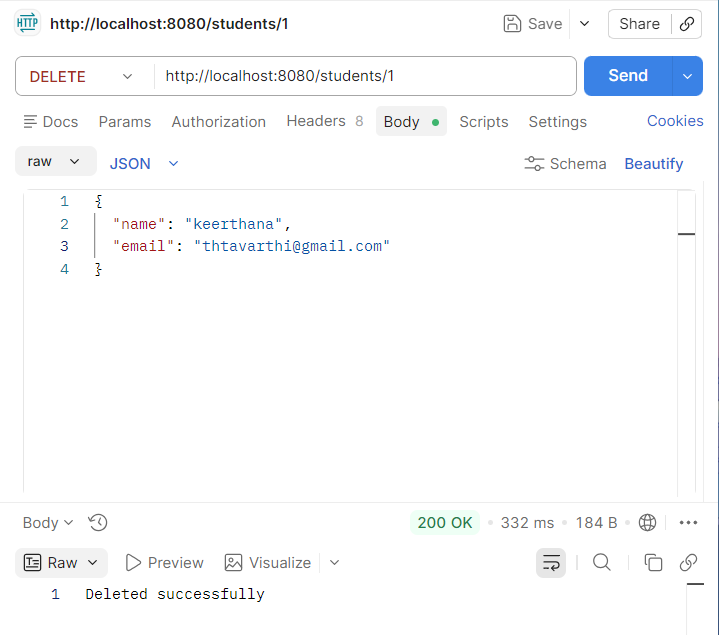 HTTP http://localhost:8080/students/1 Save Share
DELETE http://localhost:8080/students/1 Send
Docs Params Authorization Headers 8 Body Scripts Settings Cookies
raw JSON Schema Beautify
1 {
2 "name": "keerthana",
3 "email": "thtavarthi@gmail.com"
4 }
Body 200 OK 332 ms 184 B
Raw Preview Visualize
1 Deleted successfully